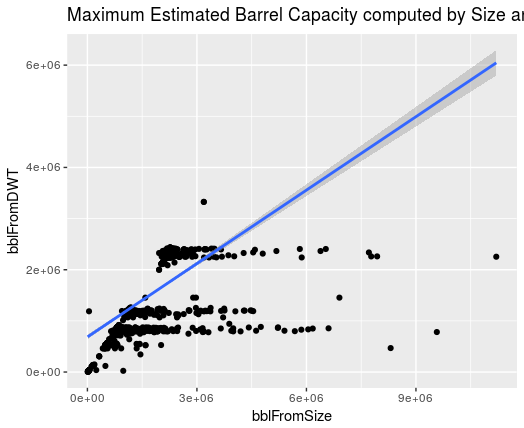 Maximum Estimated Barrel Capacity computed by Size
6e+06
4e+06
2e+06
0e+00
bblFromDWT
0e+00 3e+06 6e+06 9e+06
bblFromSize